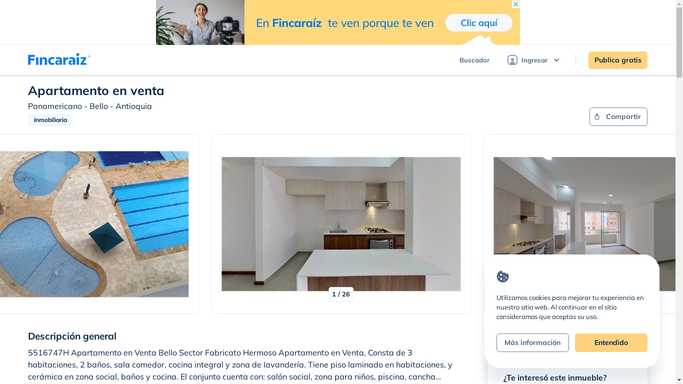 En Fincaraíz te ven porque te ven
Clic aquí
Fincaraíz
Buscador
Ingresar
Publica gratis
Apartamento en venta
Panamericano - Bello - Antioquia
Inmobiliaria
Compartir
1 / 26
Utilizamos cookies para mejorar tu experiencia en
nuestro sitio web. Al continuar en el sitio
consideramos que aceptas su uso.
Más información
Entendido
Descripción general
5516747H Apartamento en Venta Bello Sector Fabricato Hermoso Apartamento en Venta, Consta de 3
habitaciones, 2 baños, sala comedor, cocina integral y zona de lavandería. Tiene piso laminado en habitaciones, y
cerámica en zona social, baños y cocina. El conjunto cuenta con: salón social, zona para niños, piscina, cancha...
¿Te interesó este inmueble?